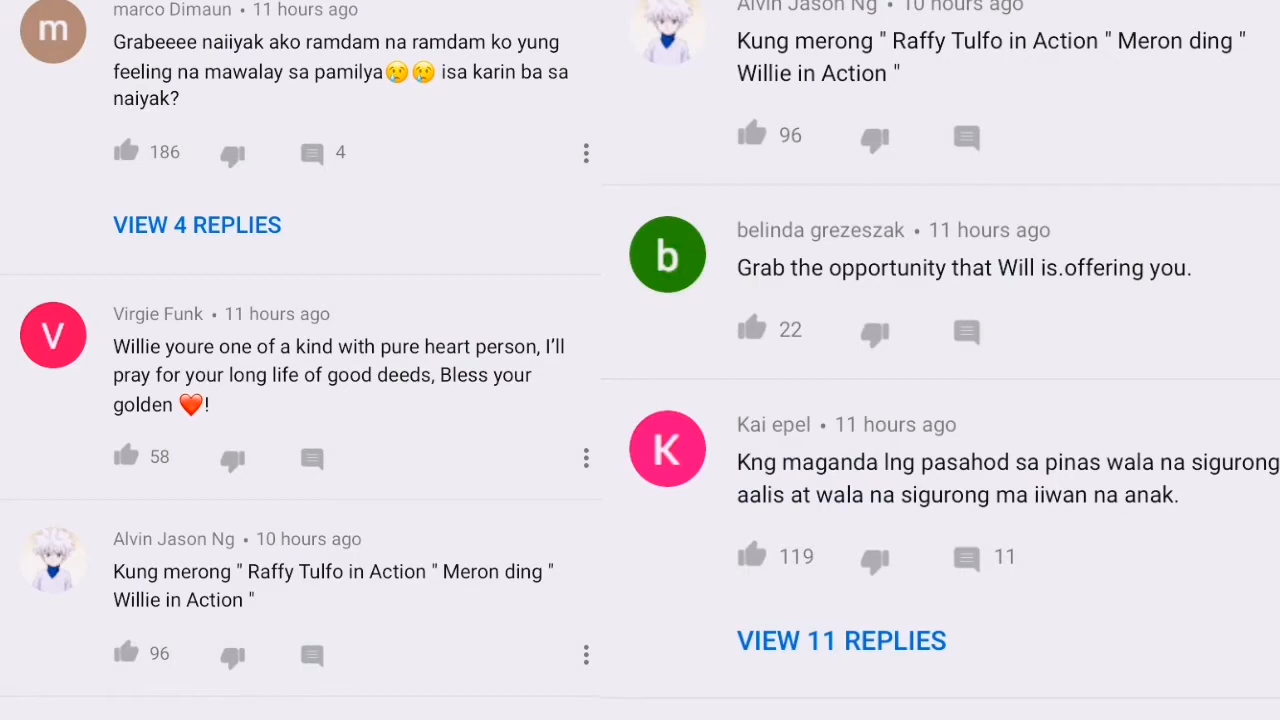 marco Dimaun • 11 hours ago
Grabeeee naiiyak ako ramdam na ramdam ko yung
feeling na mawalay sa pamilya😢😢 isa karin ba sa
naiyak?
186
4
VIEW 4 REPLIES
Virgie Funk • 11 hours ago
Willie youre one of a kind with pure heart person, I’ll
pray for your long life of good deeds, Bless your
golden ❤️!
58
Alvin Jason Ng • 10 hours ago
Kung merong " Raffy Tulfo in Action " Meron ding "
Willie in Action "
96
Alvin Jason Ng • 10 hours ago
Kung merong " Raffy Tulfo in Action " Meron ding "
Willie in Action "
96
belinda grezeszak • 11 hours ago
Grab the opportunity that Will is.offering you.
22
Kai epel • 11 hours ago
Kng maganda lng pasahod sa pinas wala na sigurong
aalis at wala na sigurong ma iiwan na anak.
119
11
VIEW 11 REPLIES
m
V
b
K